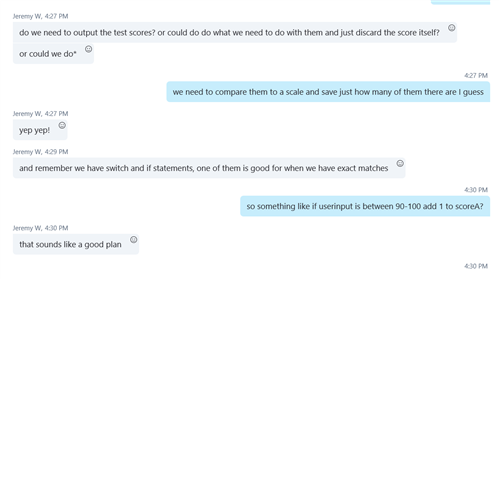 Jeremy W, 4:27 PM
do we need to output the test scores? or could do do what we need to do with them and just discard the score itself?
or could we do*
4:27 PM
we need to compare them to a scale and save just how many of them there are I guess
Jeremy W, 4:27 PM
yep yep!
Jeremy W, 4:29 PM
and remember we have switch and if statements, one of them is good for when we have exact matches
4:30 PM
so something like if userinput is between 90-100 add 1 to scoreA?
Jeremy W, 4:30 PM
that sounds like a good plan
4:30 PM